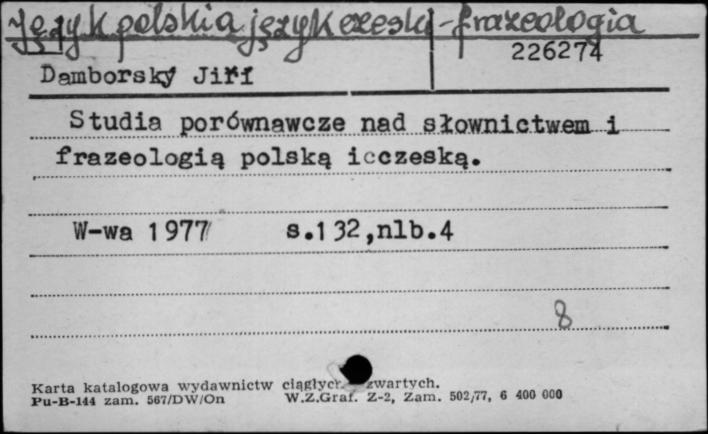 Język polski a język czeski - frazeologia
226274
Damborský Jiří
Studia porównawcze nad słownictwem i
frazeologią polską icczeską.
W-wa 1977 s.132,nlb.4
8
Karta katalogowa wydawnictw ciągłych zwartych.
Pu-B-144 zam. 567/DW/On W.Z.Graf. Z-2, Zam. 502/77, 6 400 000